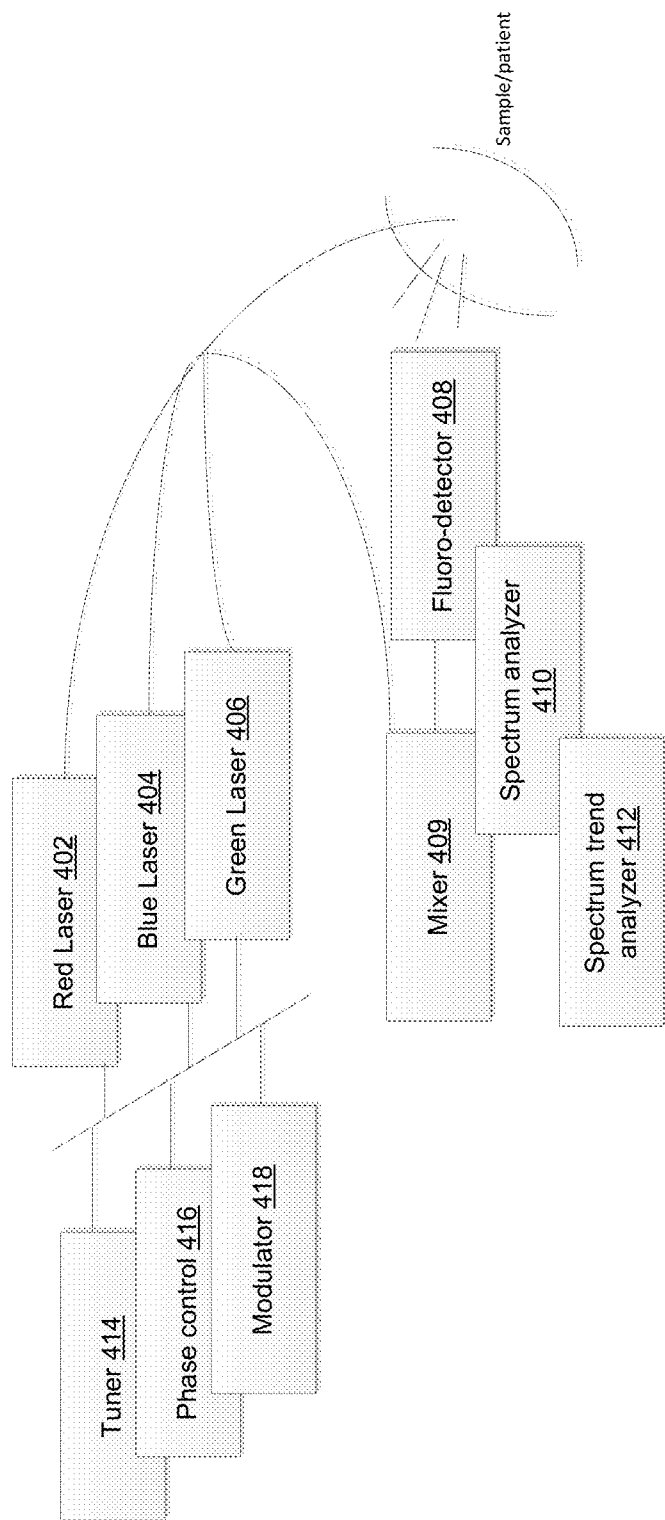 Red Laser 402
Blue Laser 404
Green Laser 406
Tuner 414
Phase control 416
Modulator 418
Sample/patient
Fluoro-detector 408
Mixer 409
Spectrum analyzer
410
Spectrum trend
analyzer 412